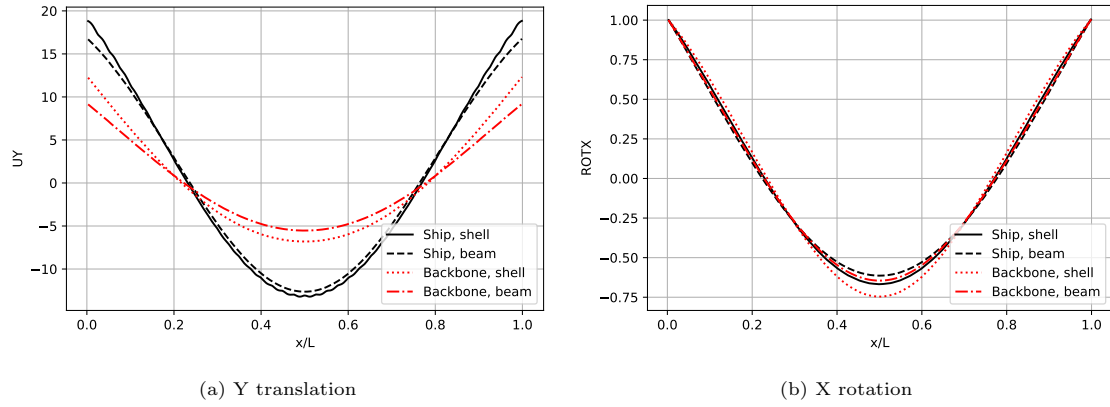 20
15
10
5
0
−5
−10
UY
0.0 0.2 0.4 0.6 0.8 1.0
x/L
Ship, shell
Ship, beam
Backbone, shell
Backbone, beam
(a) Y translation
1.00
0.75
0.50
0.25
0.00
−0.25
−0.50
−0.75
ROTX
0.0 0.2 0.4 0.6 0.8 1.0
x/L
Ship, shell
Ship, beam
Backbone, shell
Backbone, beam
(b) X rotation